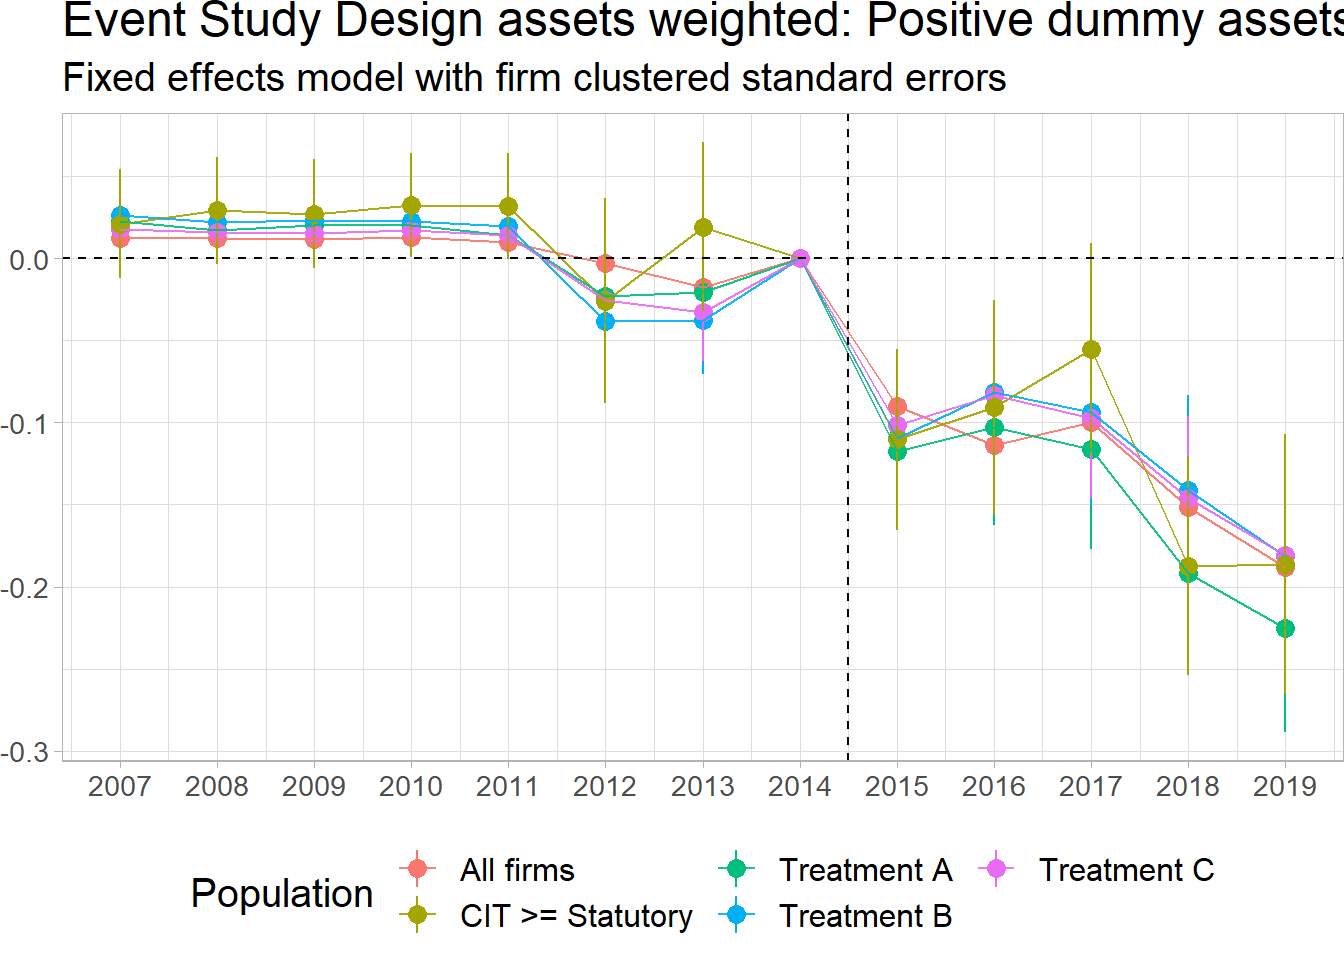 Event Study Design assets weighted: Positive dummy assets
Fixed effects model with firm clustered standard errors
0.0
-0.1
-0.2
-0.3
2007 2008 2009 2010 2011 2012 2013 2014 2015 2016 2017 2018 2019
Population
All firms Treatment A Treatment C
CIT >= Statutory Treatment B